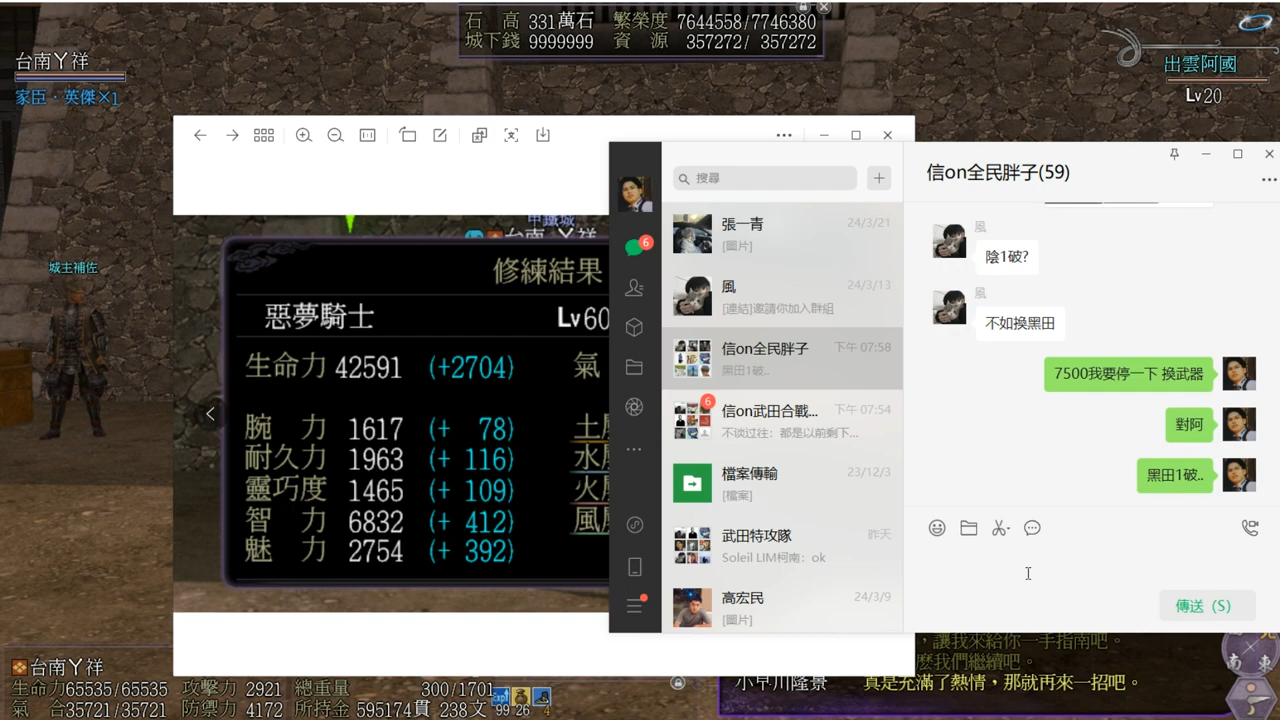 石 高 331萬石 繁榮度 7644558/7746380
城下錢 9999999 資 源 357272/ 357272
台南丫祥
家臣・英傑×1
出雲阿國
Lv20
城主補佐
修練結果
惡夢騎士 Lv60
生命力 42591 (+2704) 氣
腕 力 1617 (+ 78) 土
耐久力 1963 (+ 116) 水
靈巧度 1465 (+ 109) 火
智 力 6832 (+ 412) 風
魅 力 2754 (+ 392)
搜尋
張一青 24/3/21
[圖片]
風 24/3/13
[連結]邀請你加入群組
信on全民胖子 下午 07:58
黑田1破..
6
信on武田合戰... 下午 07:54
不谈过往：都是以前剩下...
檔案傳輸 23/12/3
[檔案]
武田特攻隊 昨天
Soleil LIM柯南：ok
高宏民 24/3/9
[圖片]
6
信on全民胖子(59)
風
陰1破?
風
不如換黑田
7500我要停一下 換武器
對阿
黑田1破..
傳送（S）
台南丫祥
生命力65535/65535 攻擊力 2921 總重量 300/1701
氣 合35721/35721 防禦力 4172 所持金 595174貫 238文
99 26 4
，讓我來給你一手指南吧。
麼我們繼續吧。
小早川隆景 真是充滿了熱情，那就再來一招吧。
南 東